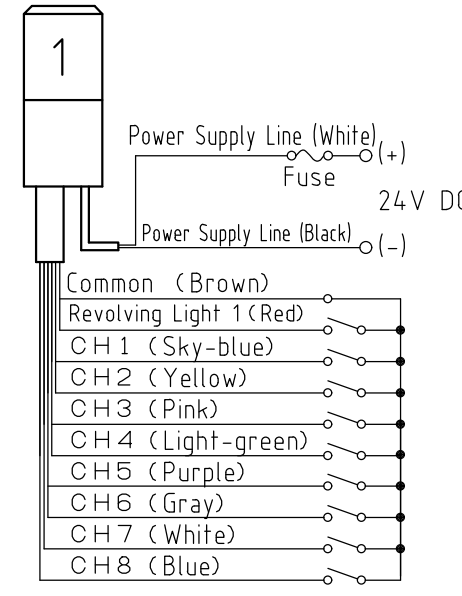 1
Power Supply Line (White)
(+)
Fuse
24V DC
Power Supply Line (Black)
(-)
Common (Brown)
Revolving Light 1 (Red)
CH1 (Sky-blue)
CH2 (Yellow)
CH3 (Pink)
CH4 (Light-green)
CH5 (Purple)
CH6 (Gray)
CH7 (White)
CH8 (Blue)